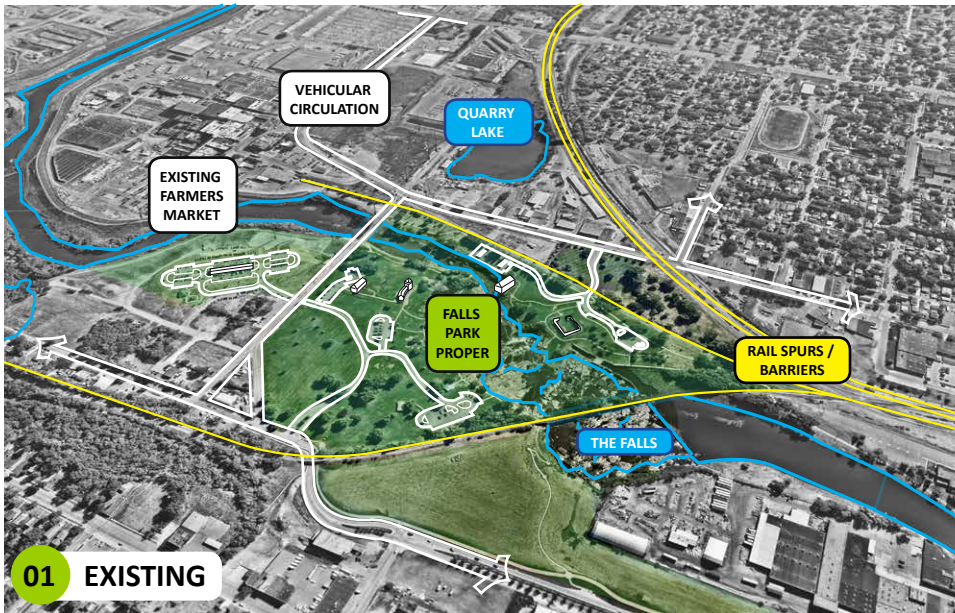 VEHICULAR
CIRCULATION
QUARRY
LAKE
EXISTING
FARMERS
MARKET
FALLS
PARK
PROPER
RAIL SPURS /
BARRIERS
THE FALLS
01 EXISTING